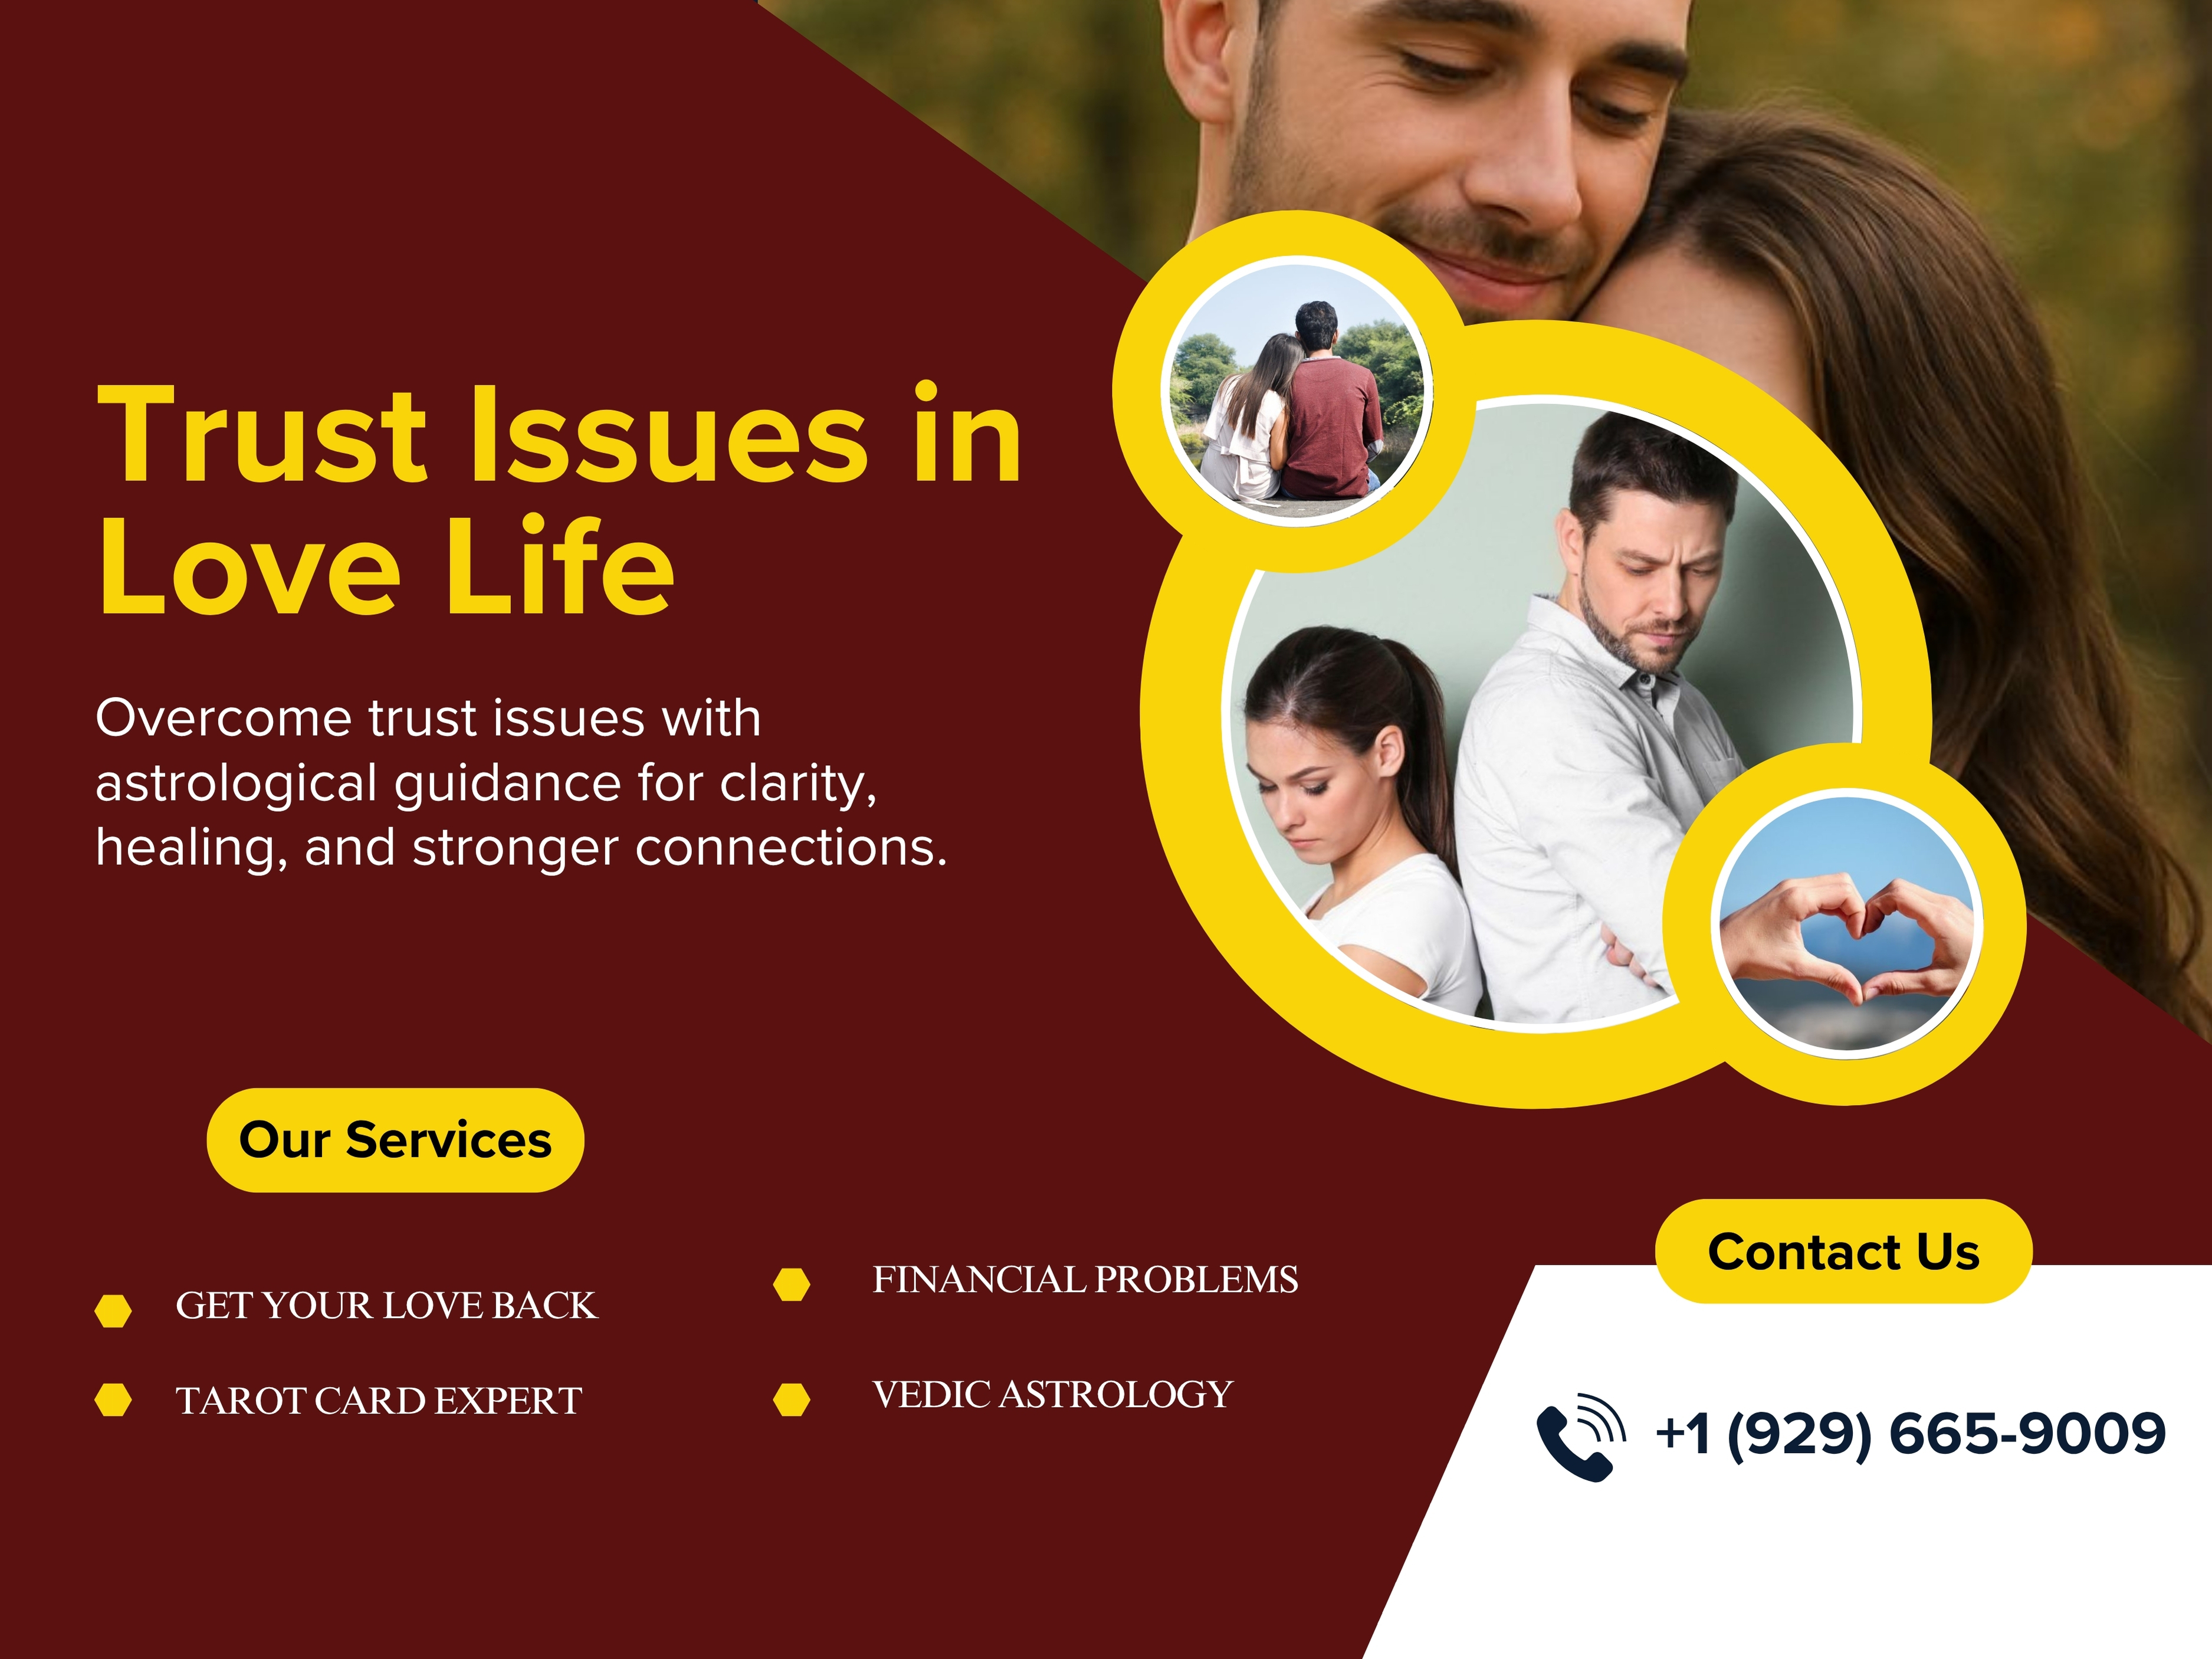 Trust Issues in
Love Life
Overcome trust issues with
astrological guidance for clarity,
healing, and stronger connections.
Our Services
GET YOUR LOVE BACK
TAROT CARD EXPERT
FINANCIAL PROBLEMS
VEDIC ASTROLOGY
Contact Us
+1 (929) 665-9009